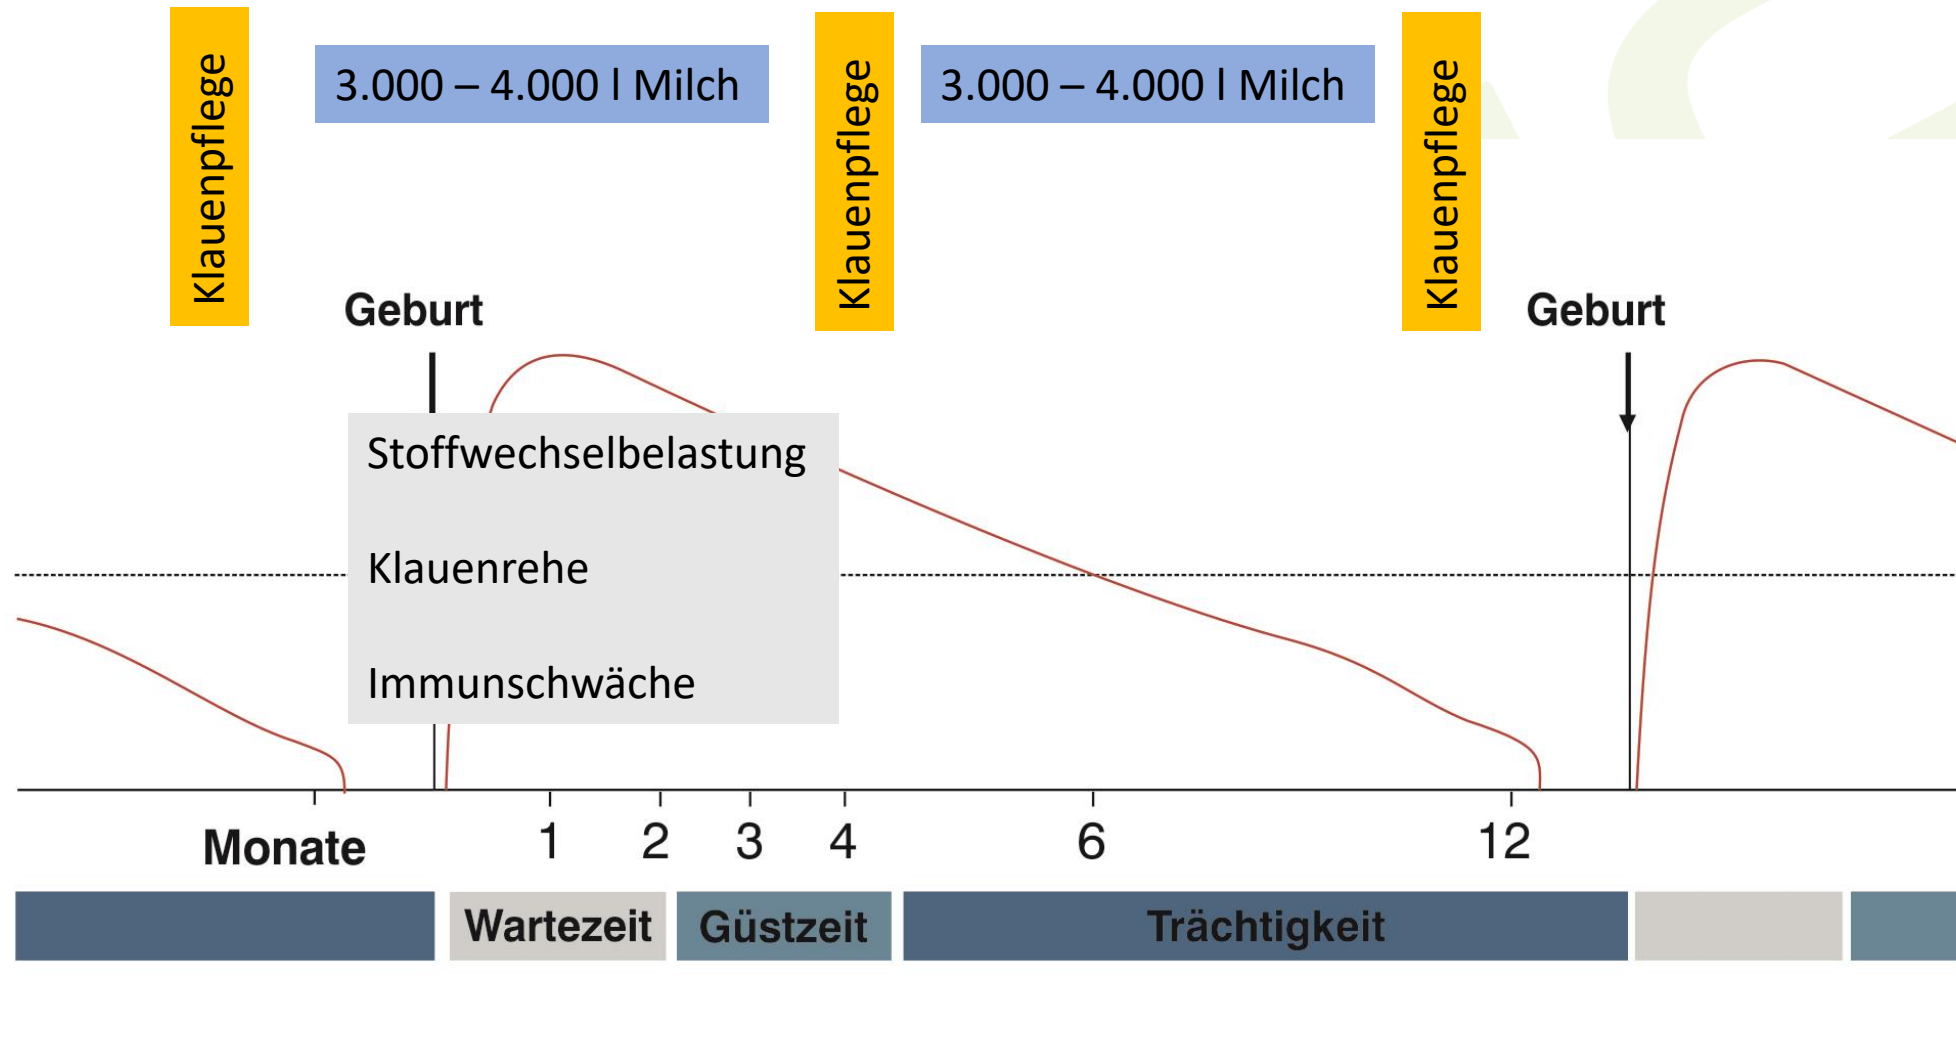 Klauenpflege
3.000 – 4.000 l Milch
Klauenpflege
3.000 – 4.000 l Milch
Klauenpflege
Geburt
Geburt
Stoffwechselbelastung
Klauenrehe
Immunschwäche
Monate
1
2
3
4
6
12
Wartezeit
Güstzeit
Trächtigkeit